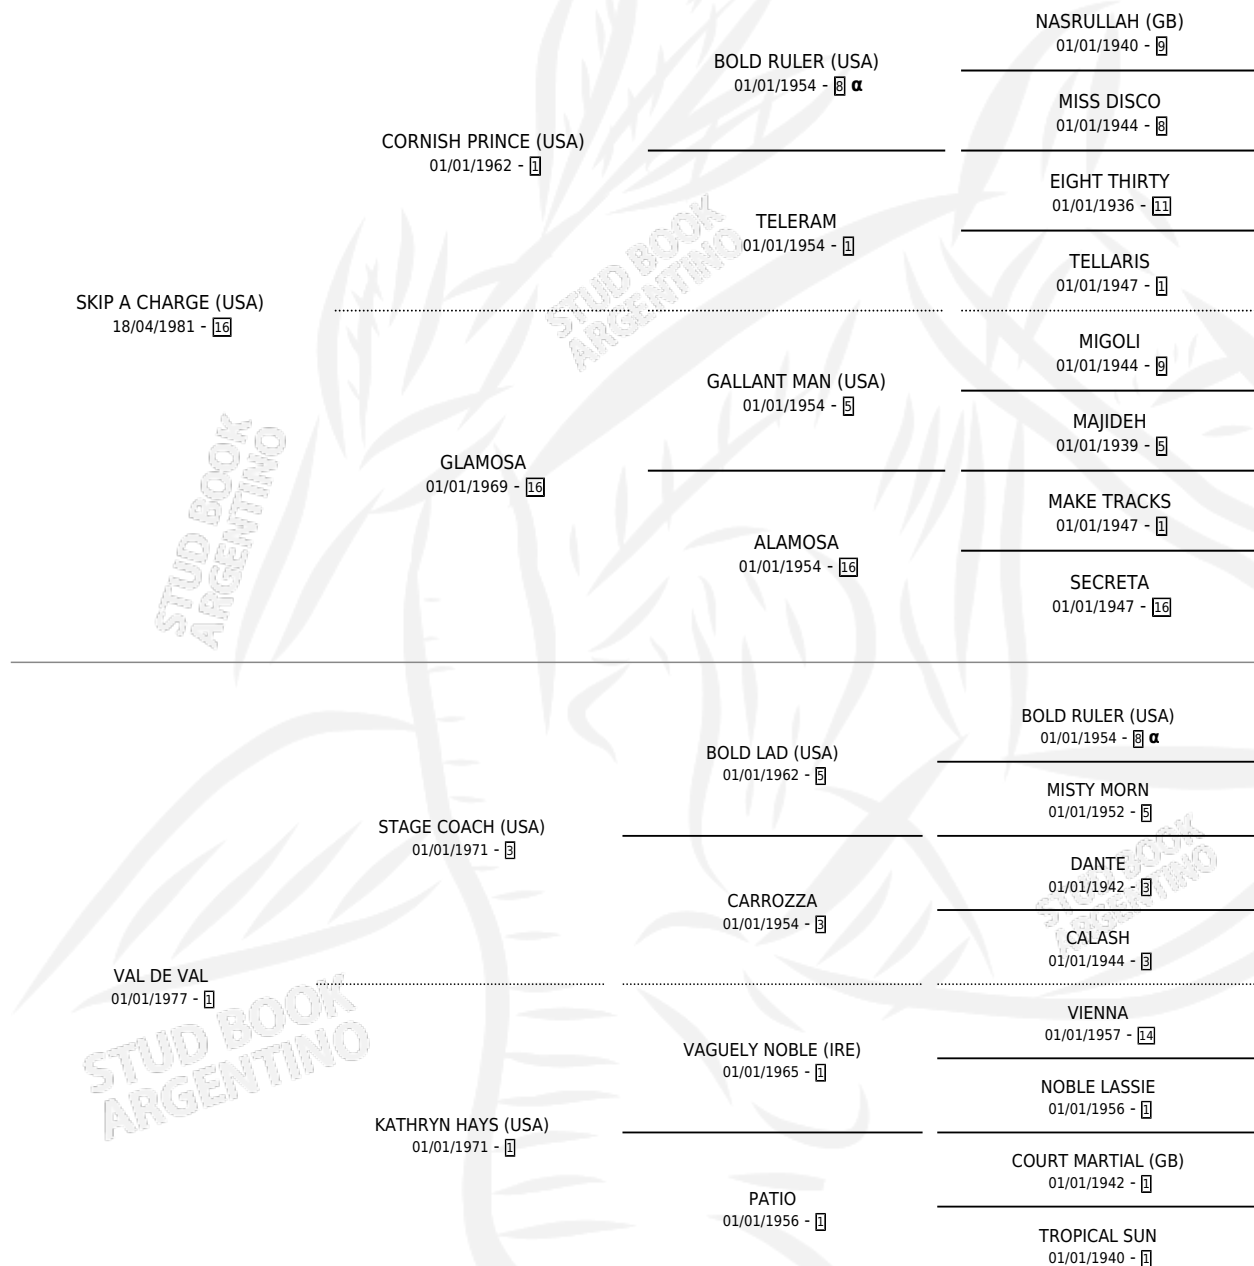 NASRULLAH (GB)
01/01/1940 - 9
BOLD RULER (USA)
01/01/1954 - 8 α
MISS DISCO
01/01/1944 - 8
CORNISH PRINCE (USA)
01/01/1962 - 1
EIGHT THIRTY
01/01/1936 - 11
TELERAM
01/01/1954 - 1
TELLARIS
01/01/1947 - 1
SKIP A CHARGE (USA)
18/04/1981 - 16
MIGOLI
01/01/1944 - 9
GALLANT MAN (USA)
01/01/1954 - 5
MAJIDEH
01/01/1939 - 5
GLAMOSA
01/01/1969 - 16
MAKE TRACKS
01/01/1947 - 1
ALAMOSA
01/01/1954 - 16
SECRETA
01/01/1947 - 16
BOLD RULER (USA)
01/01/1954 - 8 α
BOLD LAD (USA)
01/01/1962 - 5
MISTY MORN
01/01/1952 - 5
STAGE COACH (USA)
01/01/1971 - 3
DANTE
01/01/1942 - 3
CARROZZA
01/01/1954 - 3
CALASH
01/01/1944 - 3
VAL DE VAL
01/01/1977 - 1
VIENNA
01/01/1957 - 14
VAGUELY NOBLE (IRE)
01/01/1965 - 1
NOBLE LASSIE
01/01/1956 - 1
KATHRYN HAYS (USA)
01/01/1971 - 1
COURT MARTIAL (GB)
01/01/1942 - 1
PATIO
01/01/1956 - 1
TROPICAL SUN
01/01/1940 - 1
STUD BOOK
ARGENTINO
STUD BOOK
ARGENTINO
STUD BOOK
ARGENTINO
STUD BOOK
ARGENTINO